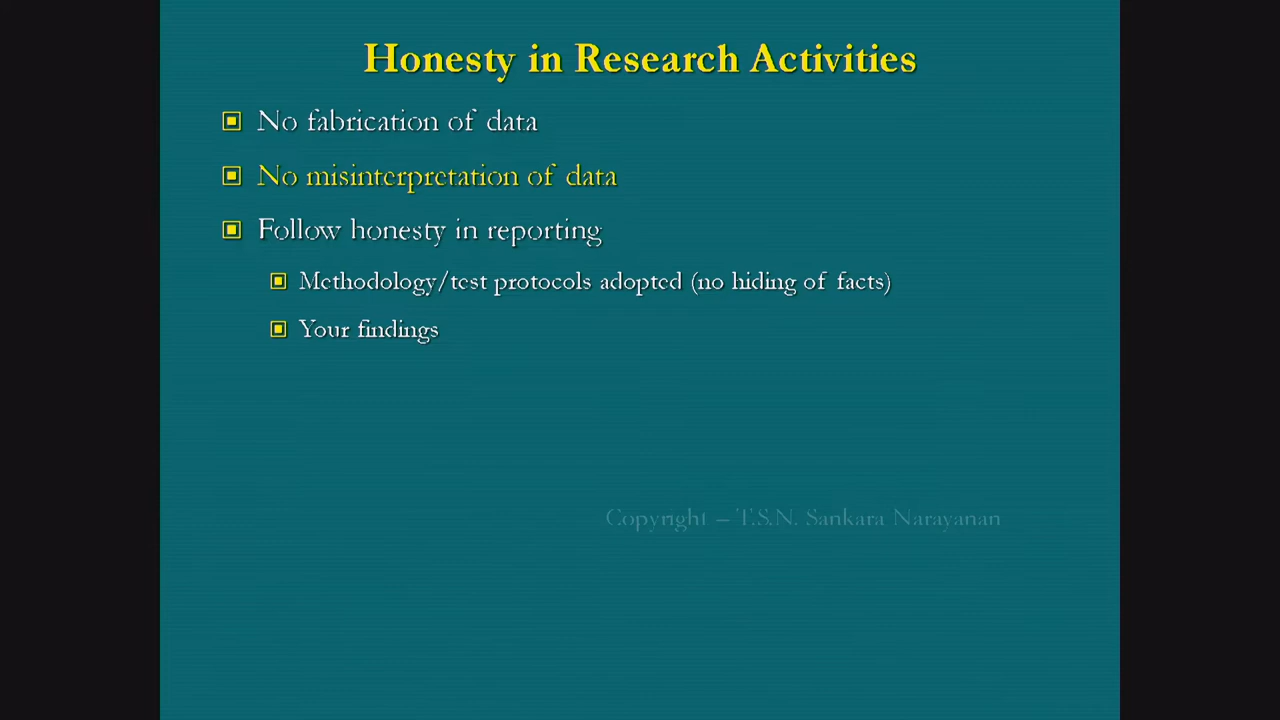 Honesty in Research Activities
No fabrication of data
No misinterpretation of data
Follow honesty in reporting
Methodology/test protocols adopted (no hiding of facts)
Your findings
Copyright – T.S.N. Sankara Narayanan